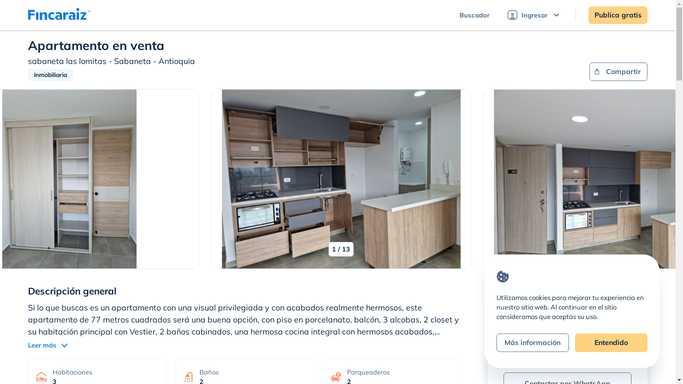 Fincaraiz
Buscador
Ingresar
Publica gratis
Apartamento en venta
sabaneta las lomitas - Sabaneta - Antioquia
Inmobiliaria
Compartir
1 / 13
Descripción general
Si lo que buscas es un apartamento con una visual privilegiada y con acabados realmente hermosos, este
apartamento de 77 metros cuadrados será una buena opción, con piso en porcelanato, balcón, 3 alcobas, 2 closet y
su habitación principal con Vestier, 2 baños cabinados, una hermosa cocina integral con hermosos acabados,...
Leer más
Habitaciones
3
Baños
2
Parqueaderos
2
Utilizamos cookies para mejorar tu experiencia en
nuestro sitio web. Al continuar en el sitio
consideramos que aceptas su uso.
Más información
Entendido
Contactar por WhatsApp